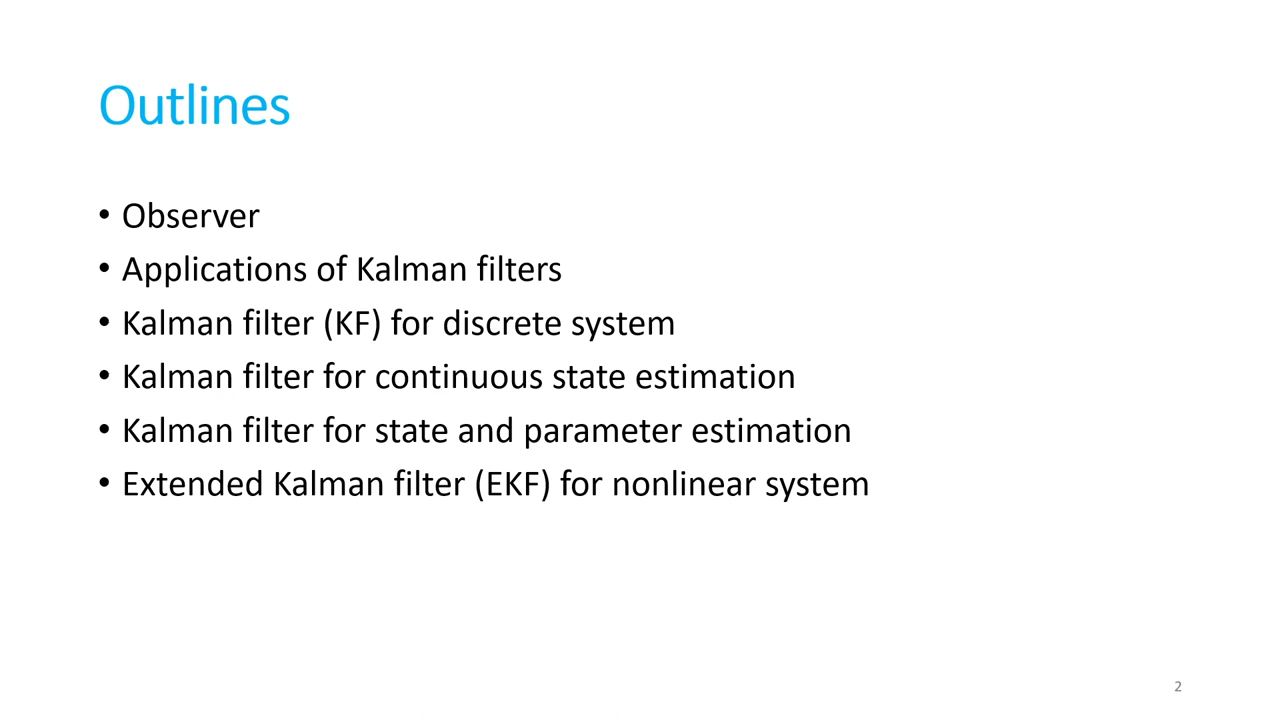 Outlines
• Observer
• Applications of Kalman filters
• Kalman filter (KF) for discrete system
• Kalman filter for continuous state estimation
• Kalman filter for state and parameter estimation
• Extended Kalman filter (EKF) for nonlinear system
2